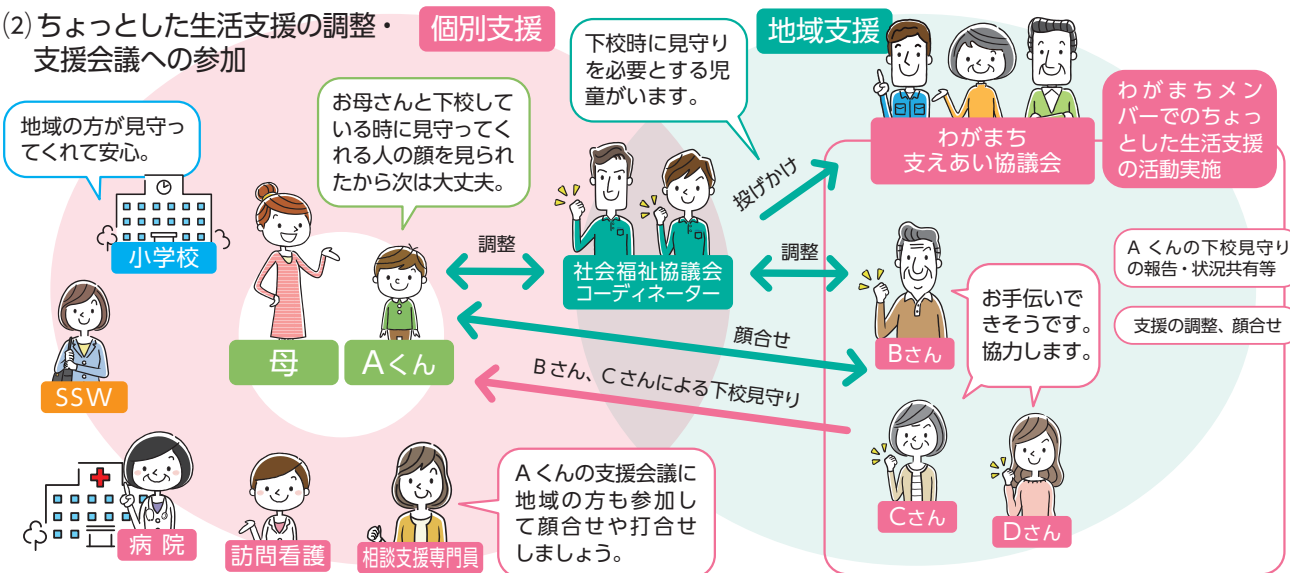 (2) ちょっとした生活支援の調整・
支援会議への参加
個別支援
地域支援
地域の方が見守っ
てくれて安心。
小学校
お母さんと下校して
いる時に見守ってく
れる人の顔を見られ
たから次は大丈夫。
下校時に見守り
を必要とする児
童がいます。
わがまち
支えあい協議会
わがまちメン
バーでのちょっ
とした生活支援
の活動実施
投げかけ
調整
社会福祉協議会
コーディネーター
調整
母
Aくん
SSW
顔合せ
Bさん、Cさんによる下校見守り
Bさん
お手伝いで
きそうです。
協力します。
A くんの下校見守り
の報告・状況共有等
支援の調整、顔合せ
Cさん
Dさん
病 院
訪問看護
相談支援専門員
Aくんの支援会議に
地域の方も参加し
て顔合せや打合せ
しましょう。